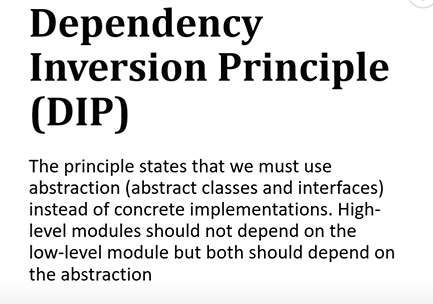 Dependency
Inversion Principle
(DIP)
The principle states that we must use
abstraction (abstract classes and interfaces)
instead of concrete implementations. High-
level modules should not depend on the
low-level module but both should depend on
the abstraction